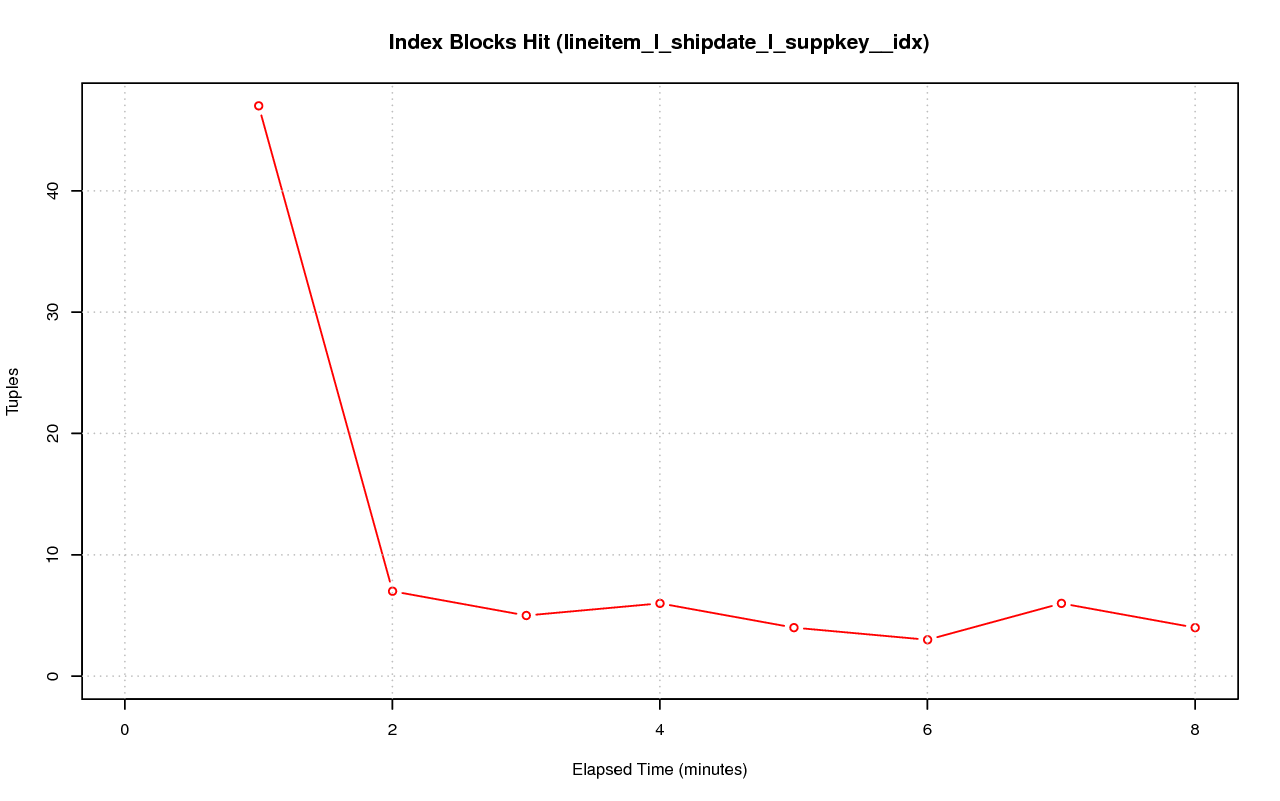 Index Blocks Hit (lineitem_l_shipdate_l_suppkey__idx)
Tuples
40
30
20
10
0
0 2 4 6 8
Elapsed Time (minutes)